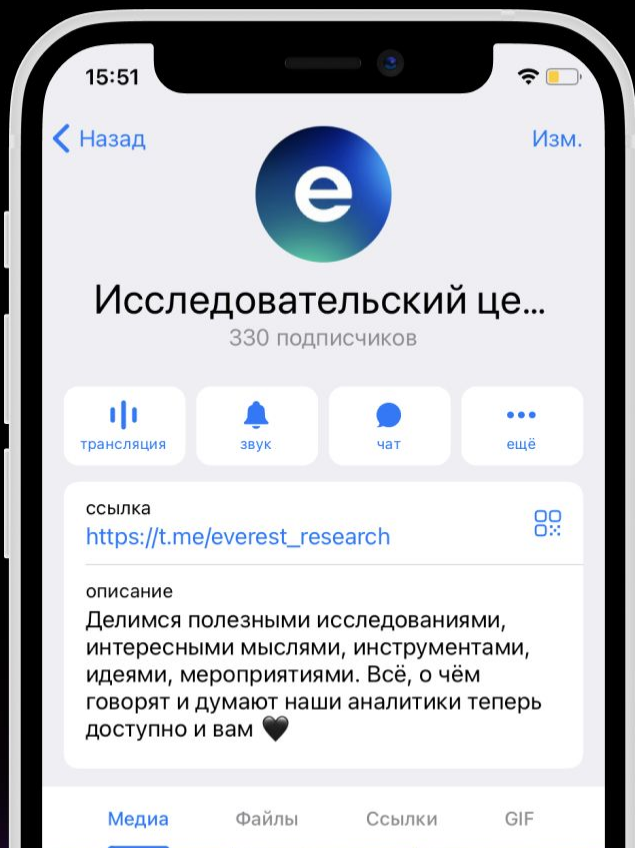 15:51
Назад
Изм.
e
Исследовательский це...
330 подписчиков
трансляция
звук
чат
ещё
ссылка
https://t.me/everest_research
описание
Делимся полезными исследованиями,
интересными мыслями, инструментами,
идеями, мероприятиями. Всё, о чём
говорят и думают наши аналитики теперь
доступно и вам 🖤
Медиа
Файлы
Ссылки
GIF